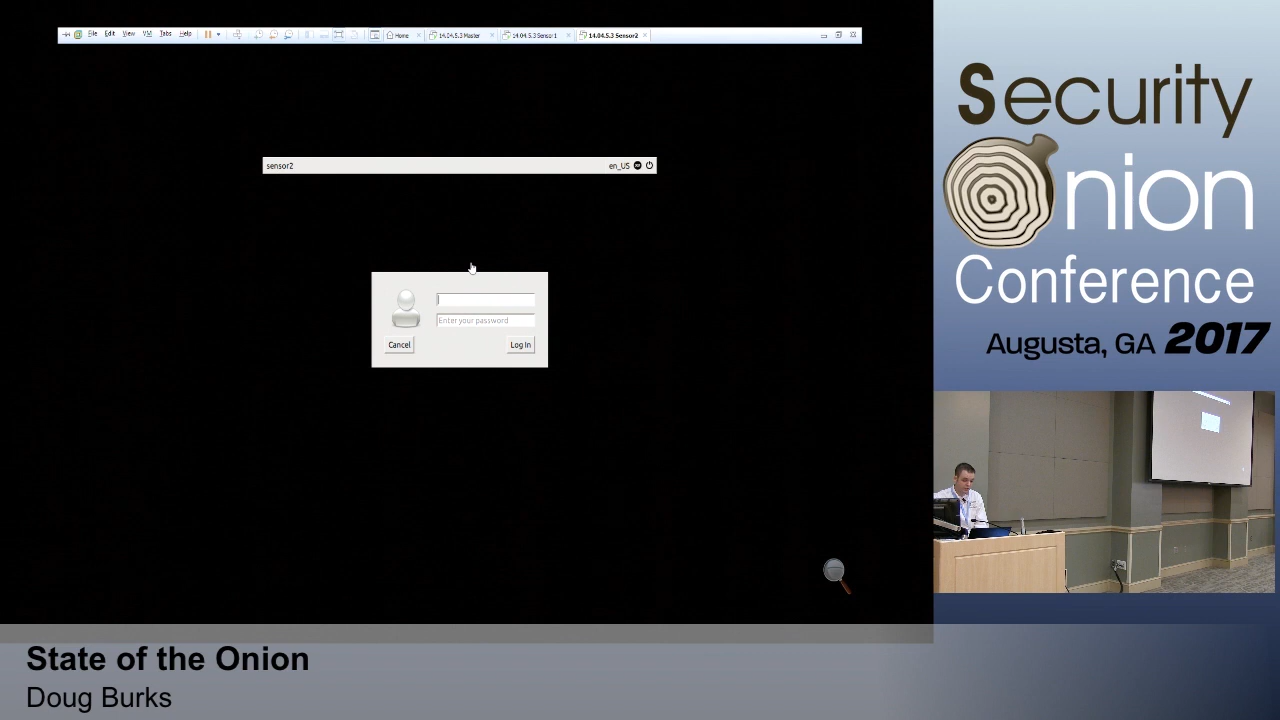 File Edit View VM Tabs Help Home 14.04.5.3 Master 14.04.5.3 Sensor1 14.04.5.3 Sensor2
sensor2 en_US
Enter your password
Cancel Log In
Security
Onion
Conference
Augusta, GA 2017
State of the Onion
Doug Burks